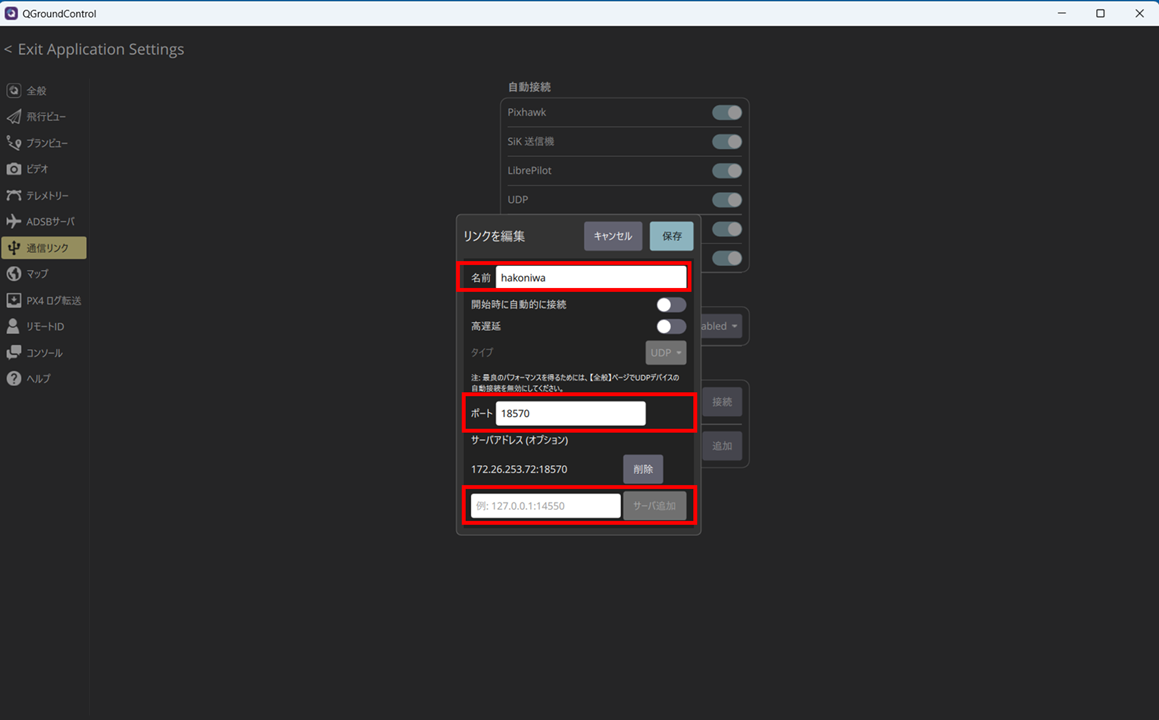 QGroundControl
< Exit Application Settings
全般
飛行ビュー
プランビュー
ビデオ
テレメトリー
ADSBサーバ
通信リンク
マップ
PX4 ログ転送
リモートID
コンソール
ヘルプ
自動接続
Pixhawk
SiK 送信機
LibrePilot
UDP
リンクを編集
キャンセル
保存
名前 hakoniwa
開始時に自動的に接続
高遅延
abled
タイプ UDP
注: 最良のパフォーマンスを得るためには、【全般】ページでUDPデバイスの
自動接続を無効にしてください。
接続
ポート 18570
サーバアドレス (オプション)
追加
172.26.253.72:18570 削除
例: 127.0.0.1:14550 サーバ追加